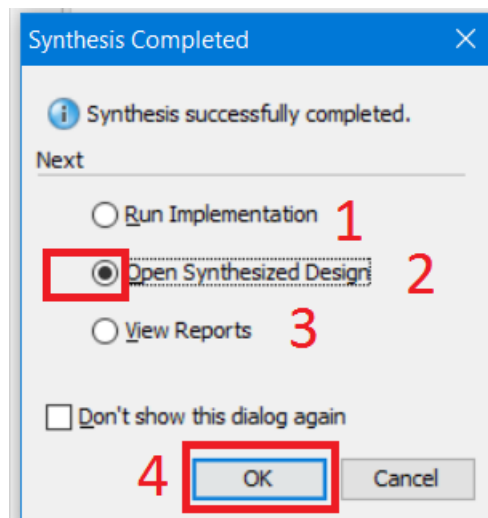 Synthesis Completed
Synthesis successfully completed.
Next
Run Implementation 1
Open Synthesized Design 2
View Reports 3
Don't show this dialog again
4 OK Cancel